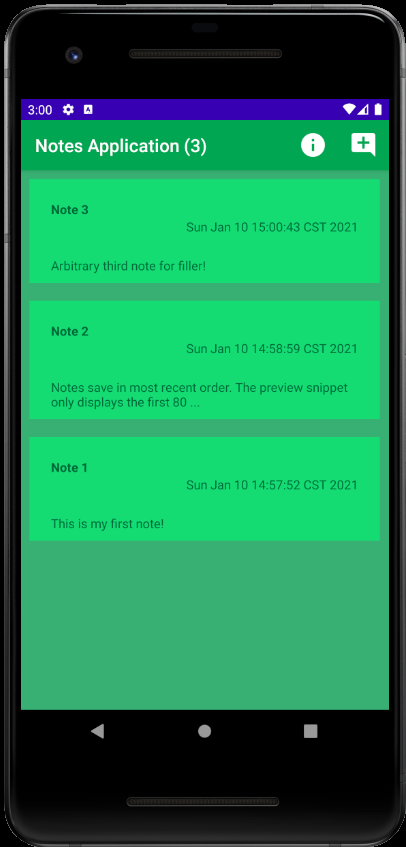 3:00
Notes Application (3)
Note 3
Sun Jan 10 15:00:43 CST 2021
Arbitrary third note for filler!
Note 2
Sun Jan 10 14:58:59 CST 2021
Notes save in most recent order. The preview snippet
only displays the first 80 ...
Note 1
Sun Jan 10 14:57:52 CST 2021
This is my first note!